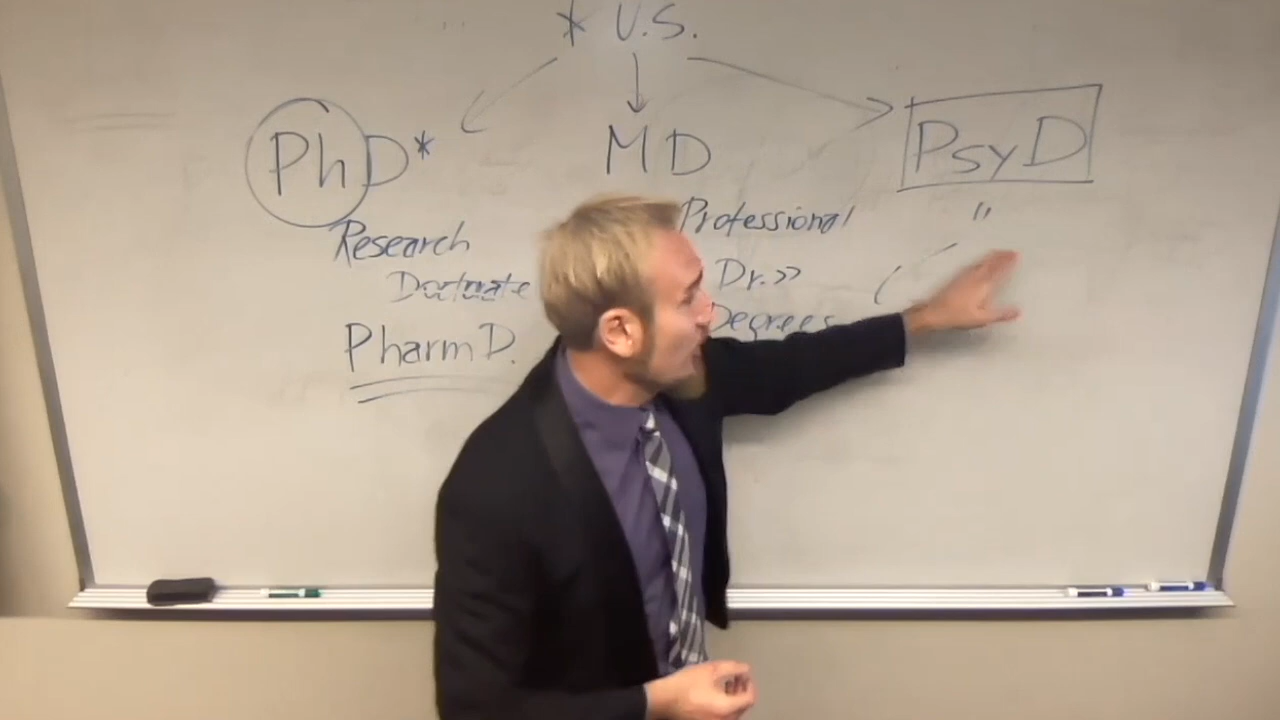 * U.S.
PhD* MD PsyD
Research Professional "
Doctorate Dr.>>
PharmD. Degrees